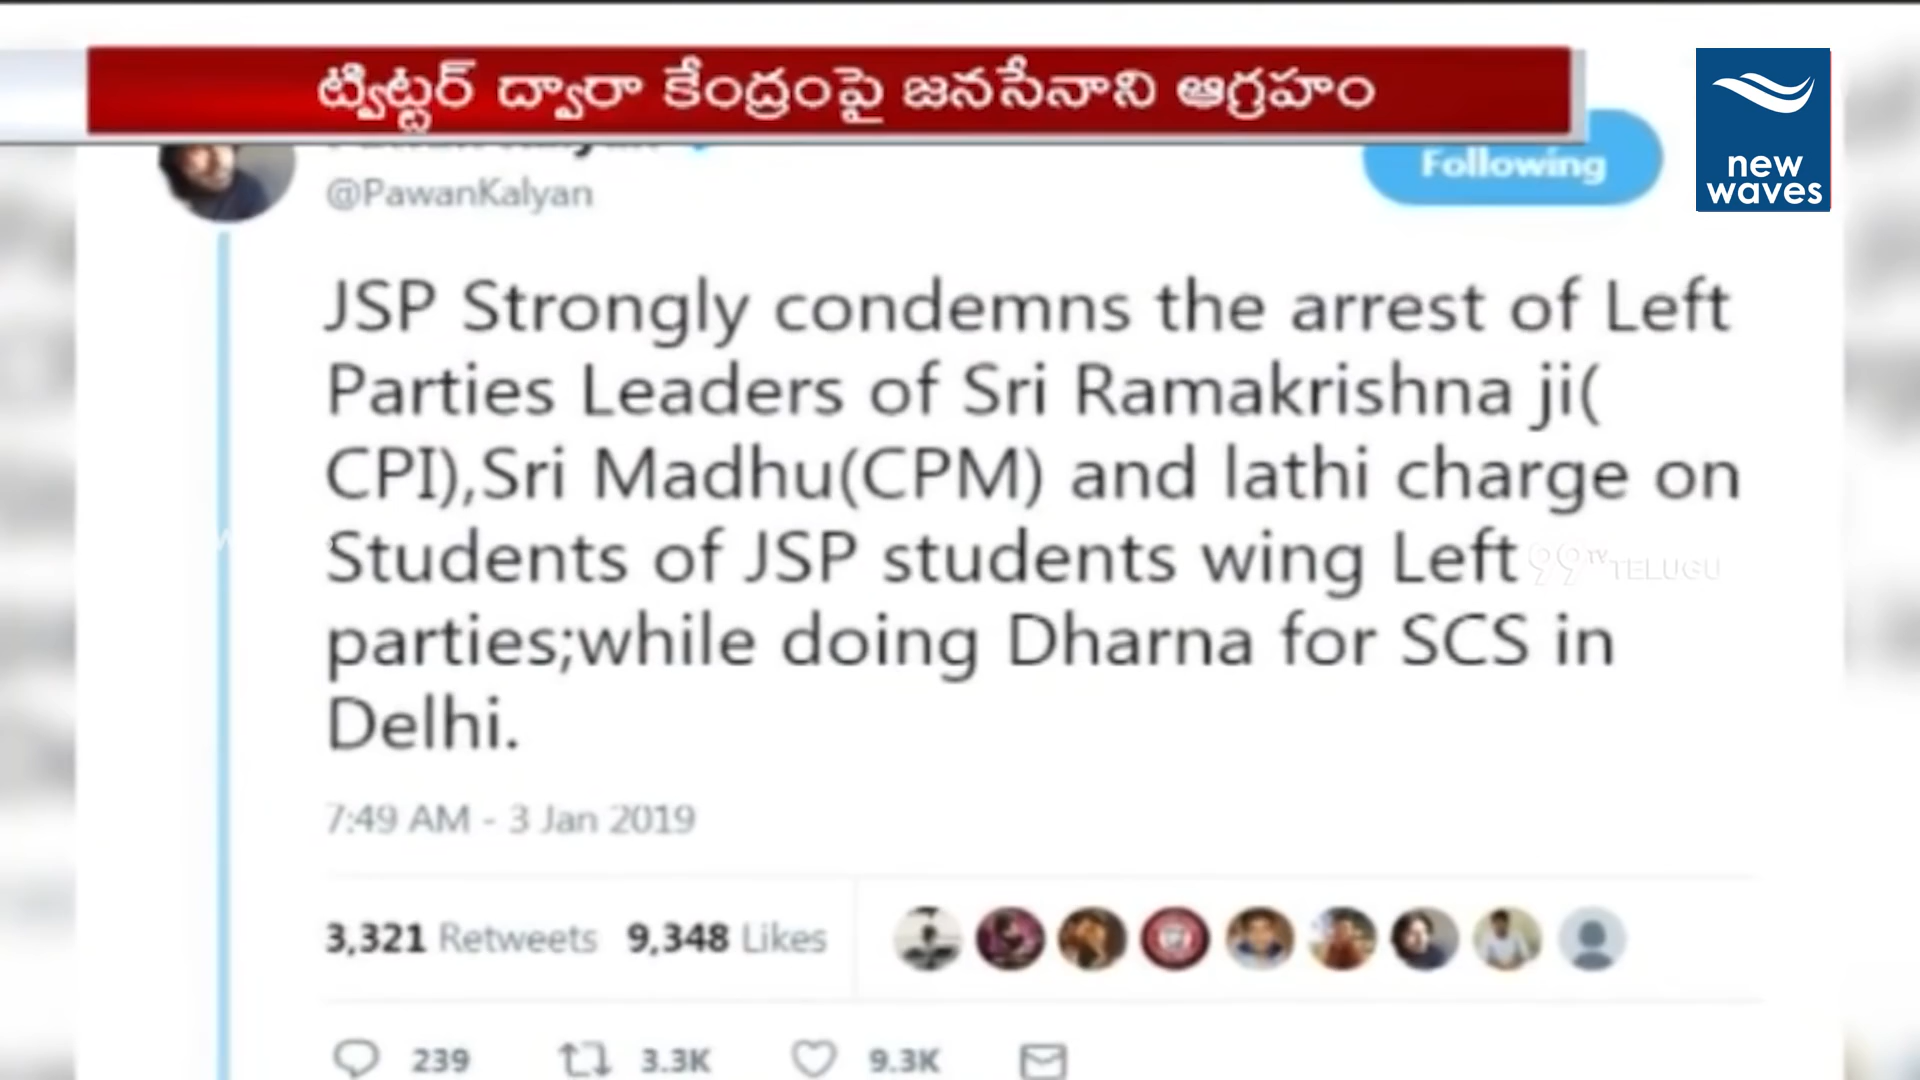 ట్విట్టర్ ద్వారా కేంద్రంపై జనసేనాని ఆగ్రహం
new
waves
Following
@PawanKalyan
JSP Strongly condemns the arrest of Left
Parties Leaders of Sri Ramakrishna ji(
CPI),Sri Madhu(CPM) and lathi charge on
Students of JSP students wing Left
99 TV TELUGU
parties;while doing Dharna for SCS in
Delhi.
7:49 AM - 3 Jan 2019
3,321 Retweets 9,348 Likes
239 3.3K 9.3K